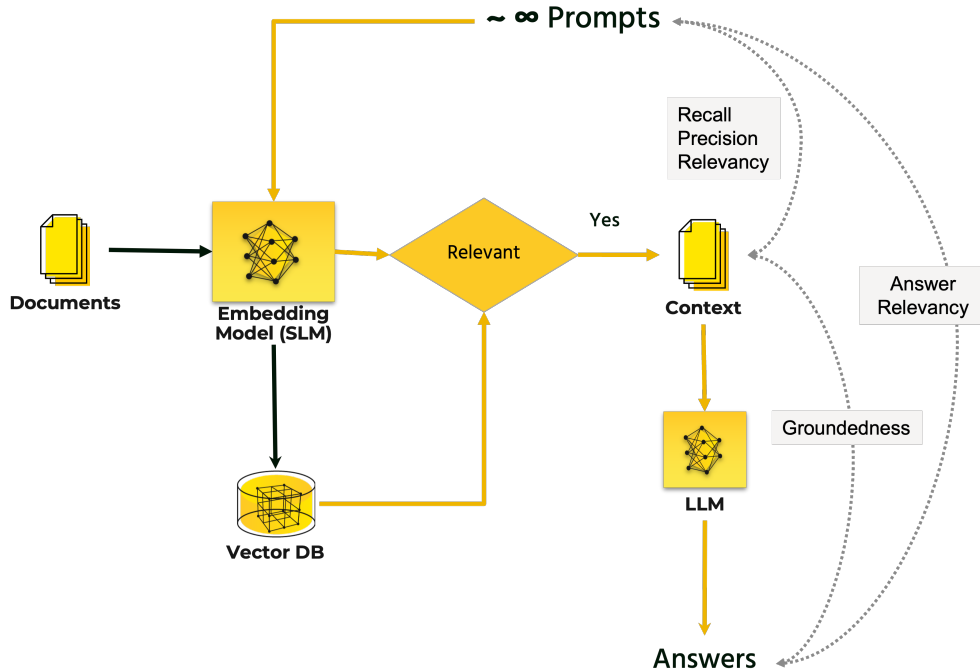 ~ ∞ Prompts
Recall
Precision
Relevancy
Yes
Relevant
Documents
Embedding
Model (SLM)
Context
Answer
Relevancy
Groundedness
LLM
Vector DB
Answers